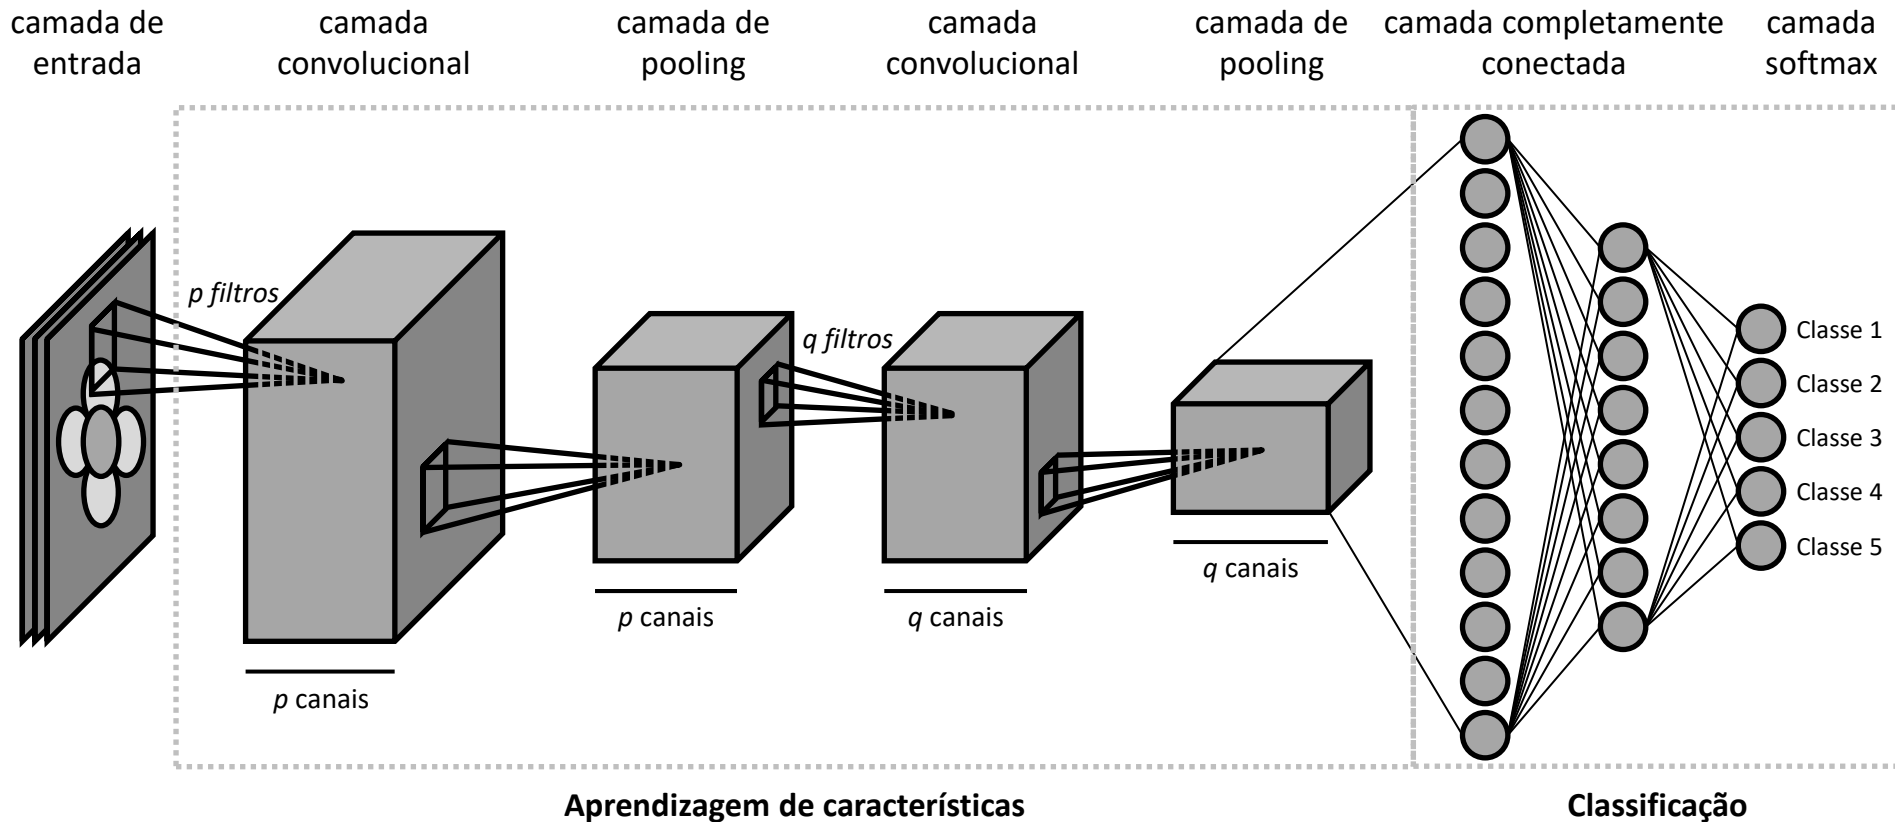 camada de
entrada
camada
convolucional
camada de
pooling
camada
convolucional
camada de
pooling
camada completamente
conectada
camada
softmax
p filtros
q filtros
Classe 1
Classe 2
Classe 3
Classe 4
Classe 5
p canais
p canais
q canais
q canais
Aprendizagem de características
Classificação